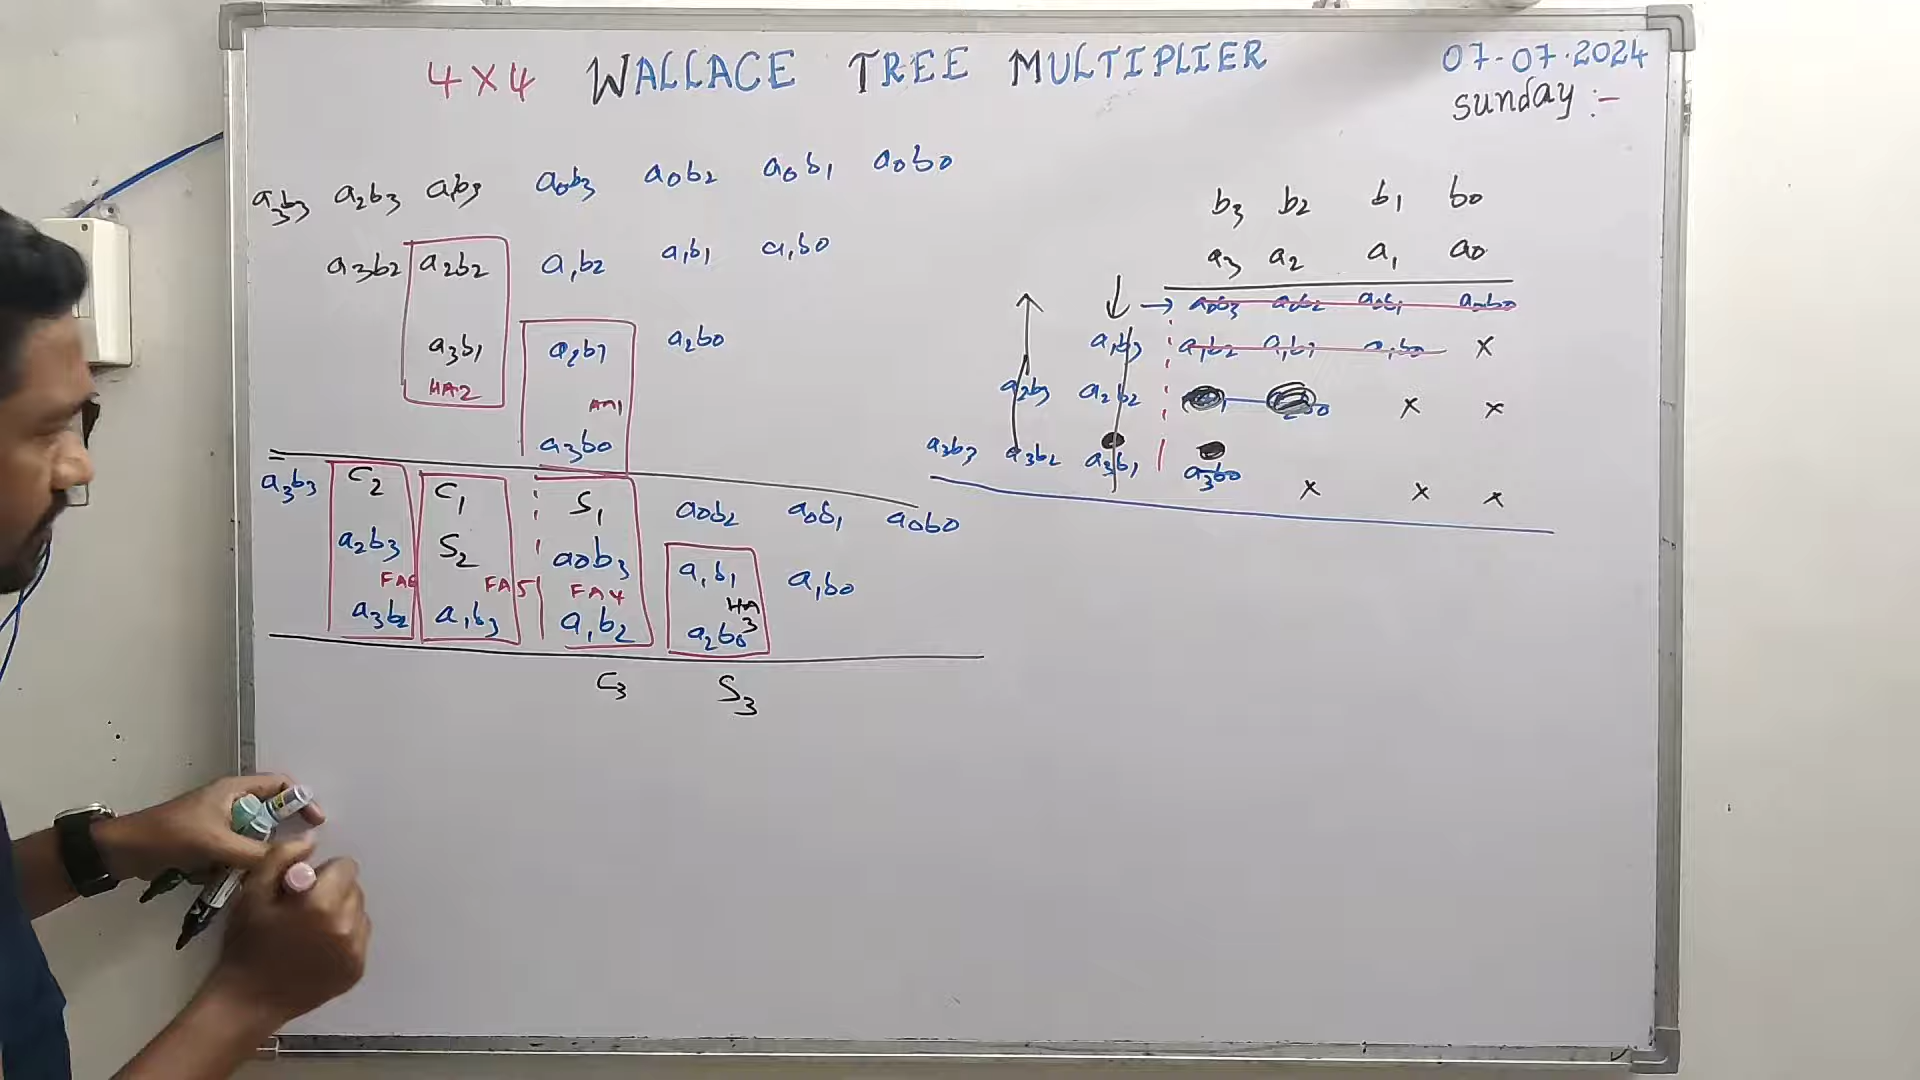 4×4 WALLACE TREE MULTIPLIER
07-07-2024
Sunday :-
a3b3 a2b3 a1b3 a0b3 a0b2 a0b1 a0b0
a3b2 a2b2 a1b2 a1b1 a1b0
a3b1 a2b1 a2b0
HA2
a3b0
a3b3 C2 C1 S1 a0b2 a0b1 a0b0
a2b3 S2 a0b3 a1b1 a1b0
FA6 FA5 FA4 HA3
a3b2 a1b3 a1b2 a2b0
C3 S3
b3 b2 b1 b0
a3 a2 a1 a0
→ a0b3 a0b2 a0b1 a0b0
a1b3 a1b2 a1b1 a1b0 ×
a2b3 a2b2 × ×
a3b3 a3b2 a3b1 a3b0 × × ×